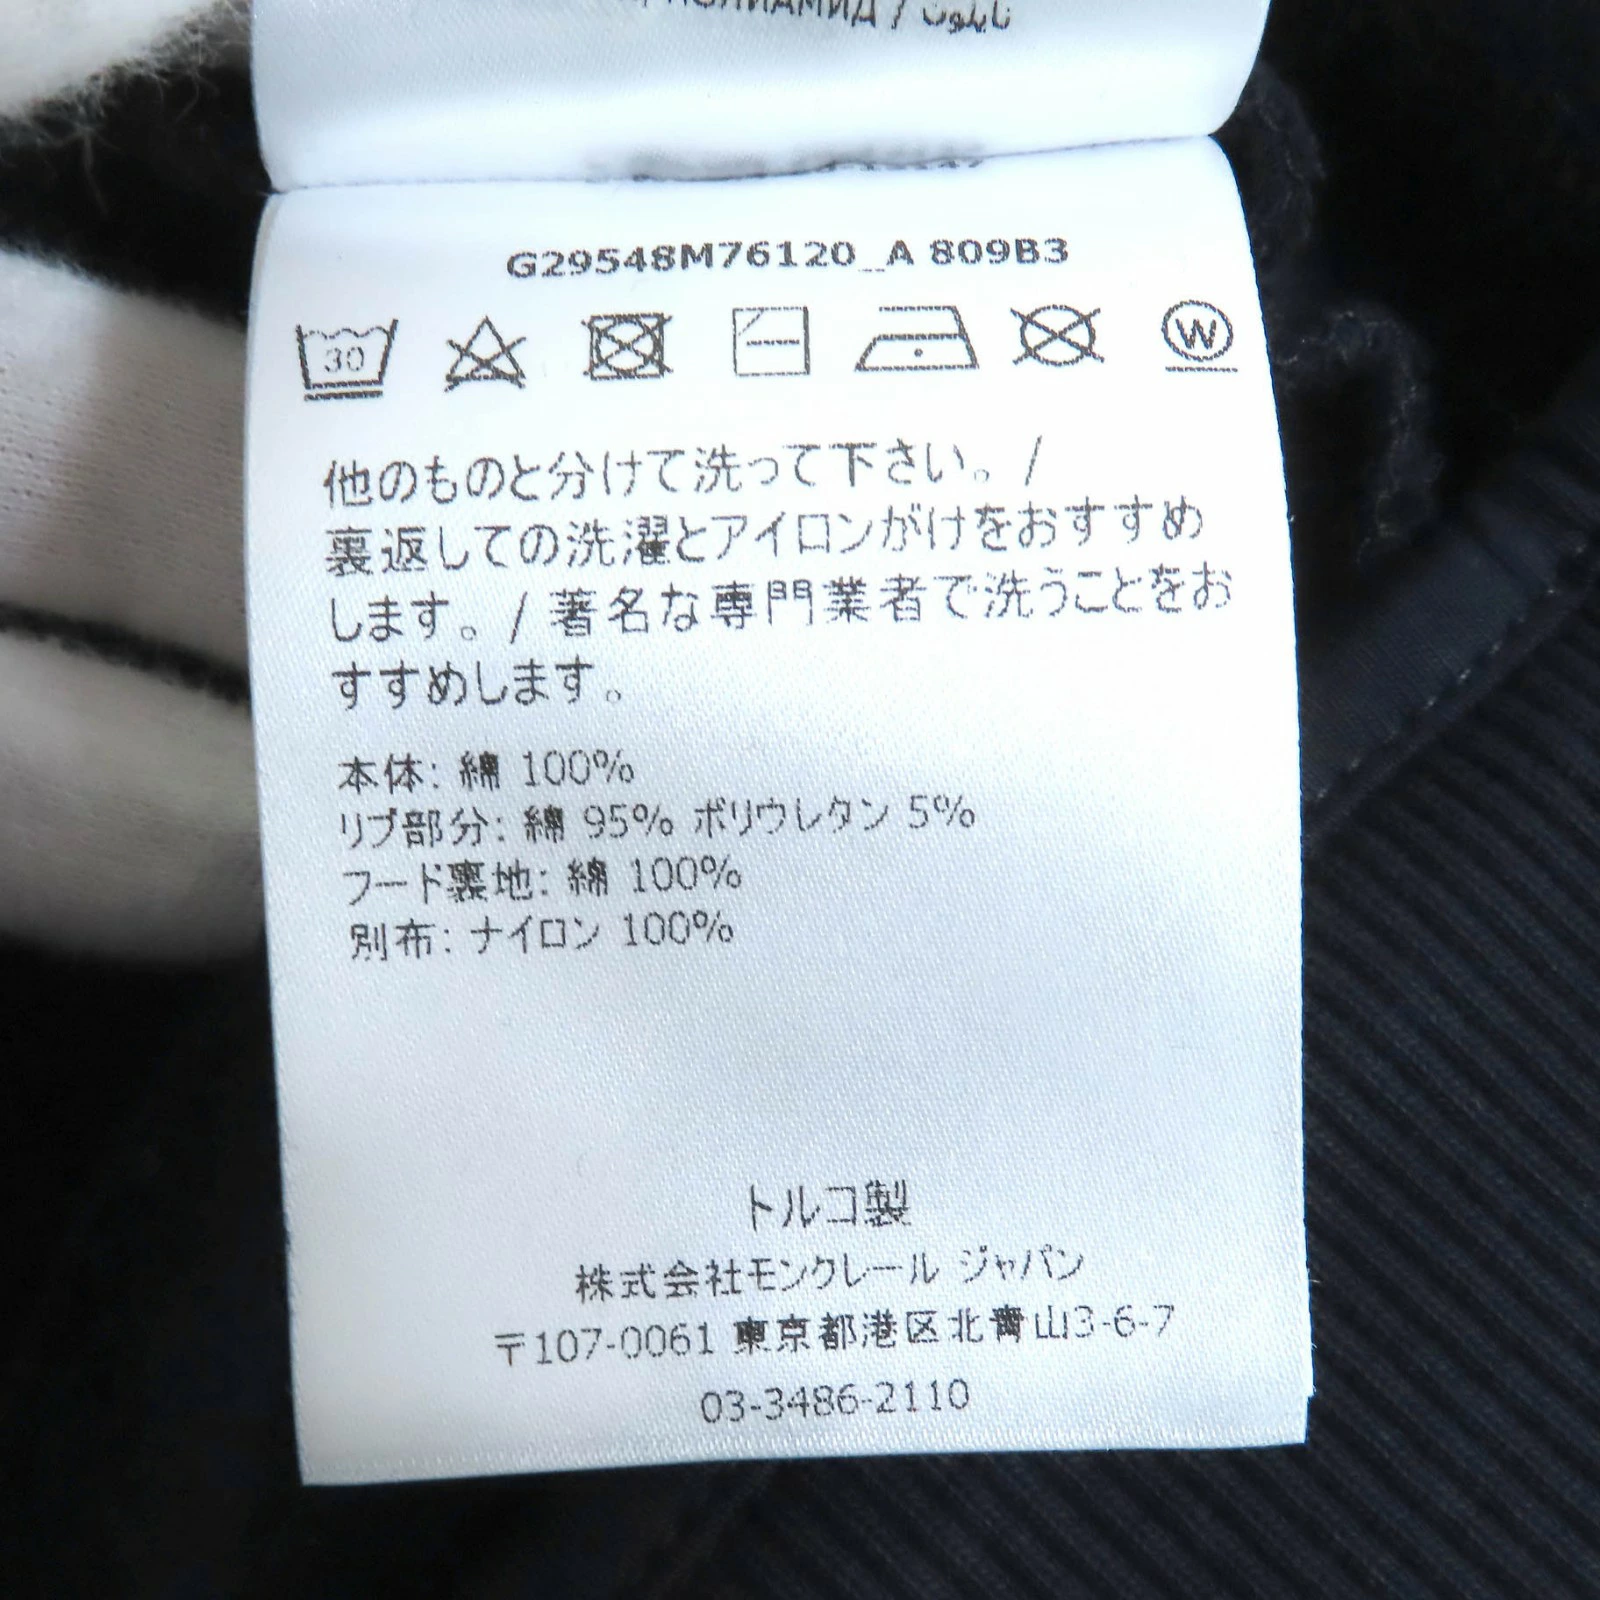 ПОЛИАМИД / نايلون
G29548M76120_A 809B3
30
W
他のものと分けて洗って下さい。/
裏返しての洗濯とアイロンがけをおすすめ
します。/ 著名な専門業者で洗うことをお
すすめします。
本体: 綿 100%
リブ部分: 綿 95% ポリウレタン 5%
フード裏地: 綿 100%
別布: ナイロン 100%
トルコ製
株式会社モンクレール ジャパン
〒107-0061 東京都港区北青山3-6-7
03-3486-2110